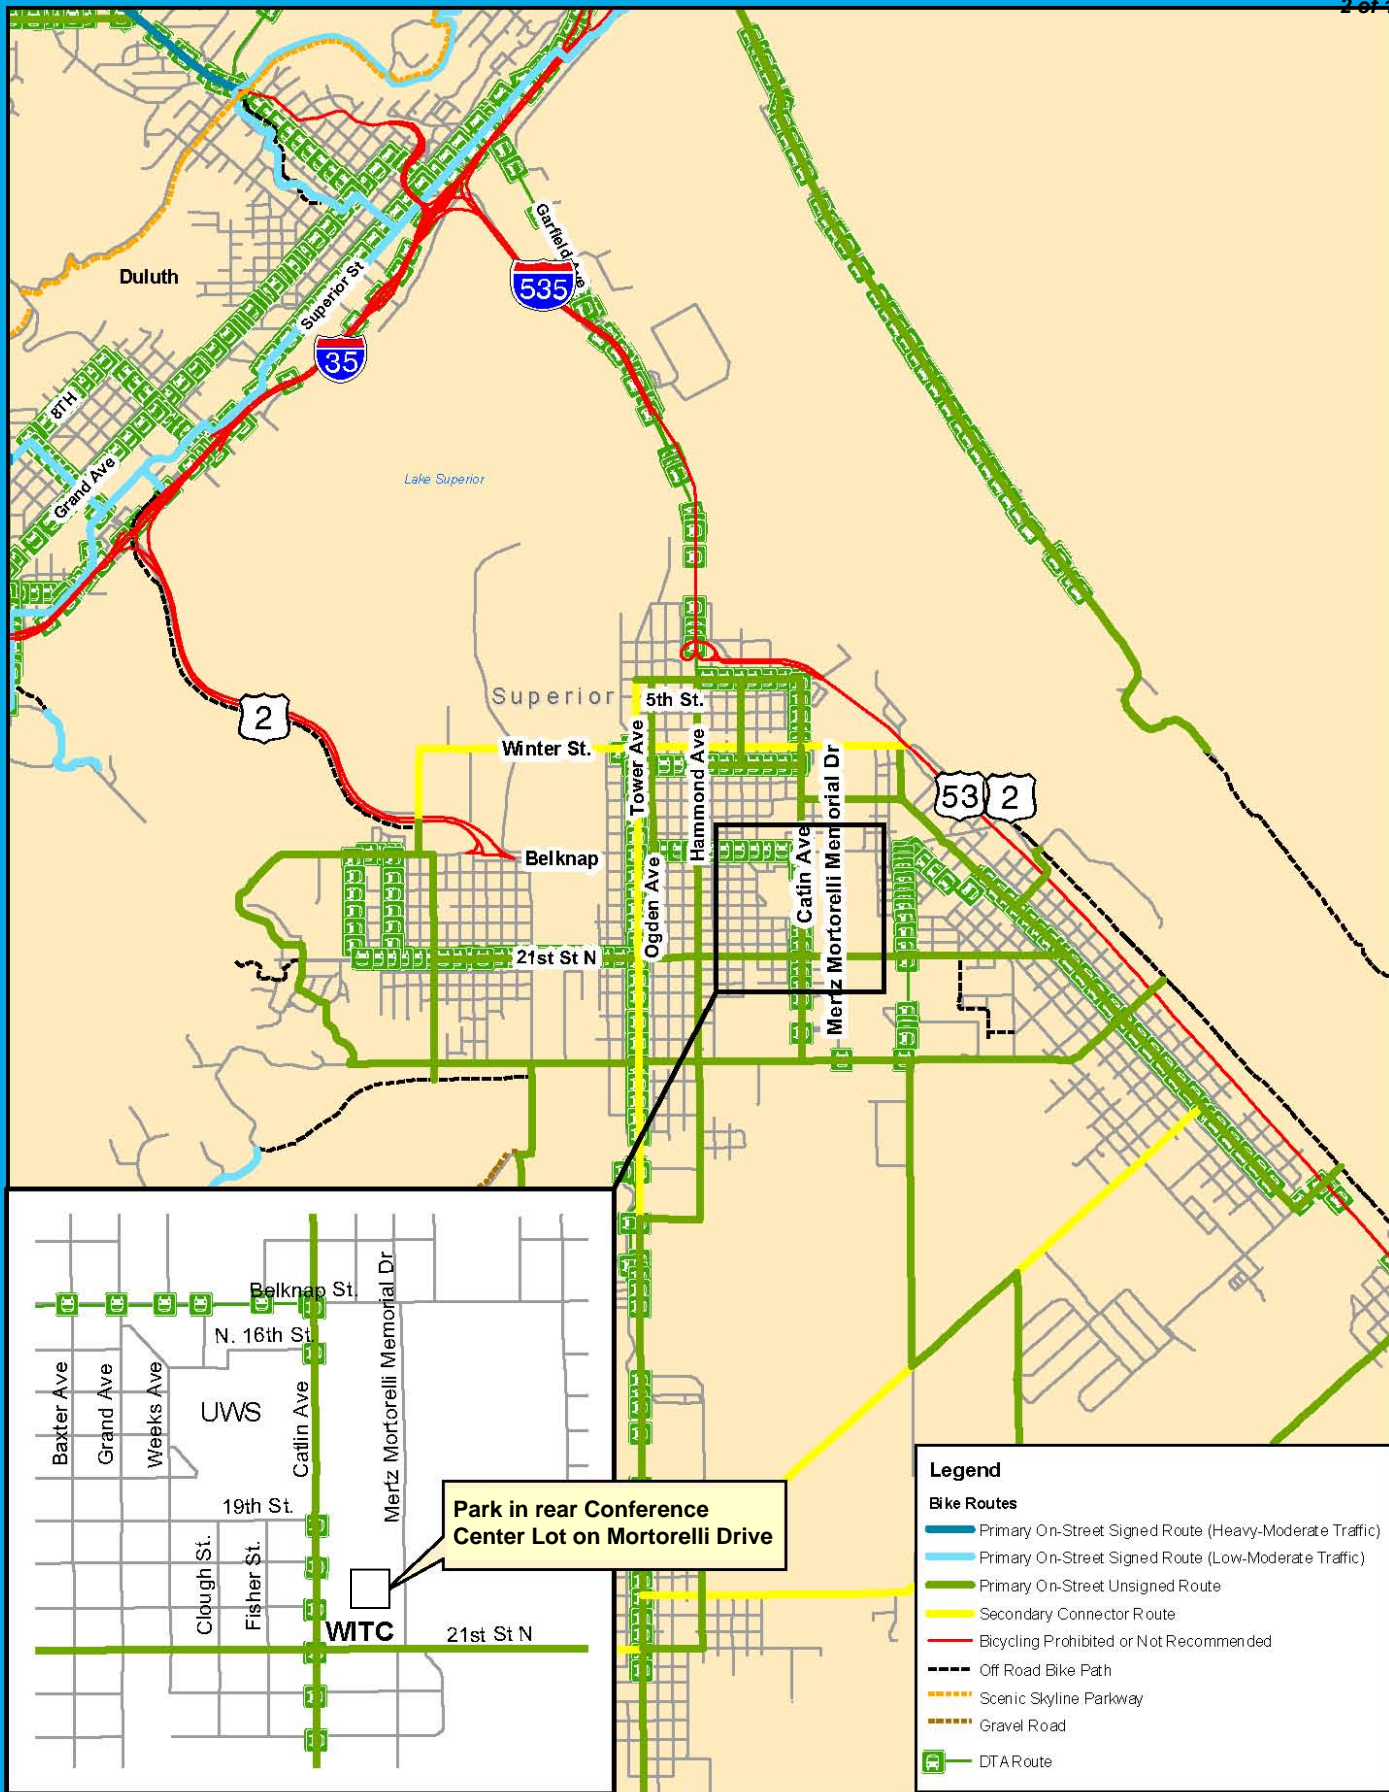 2 of 1
Garfield Ave
535
Duluth
Superior St
35
8TH
Grand Ave
Lake Superior
2
Superior
5th St.
Winter St.
Tower Ave
Hammond Ave
Mertz Mortorelli Memorial Dr
53
2
Belknap
Catin Ave
Ogden Ave
21st St N
Belknap St.
N. 16th St.
Baxter Ave
Grand Ave
Weeks Ave
UWS
Catlin Ave
Mertz Mortorelli Memorial Dr
19th St.
Clough St.
Fisher St.
WITC
21st St N
Park in rear Conference
Center Lot on Mortorelli Drive
Legend
Bike Routes
Primary On-Street Signed Route (Heavy-Moderate Traffic)
Primary On-Street Signed Route (Low-Moderate Traffic)
Primary On-Street Unsigned Route
Secondary Connector Route
Bicycling Prohibited or Not Recommended
Off Road Bike Path
Scenic Skyline Parkway
Gravel Road
DTA Route